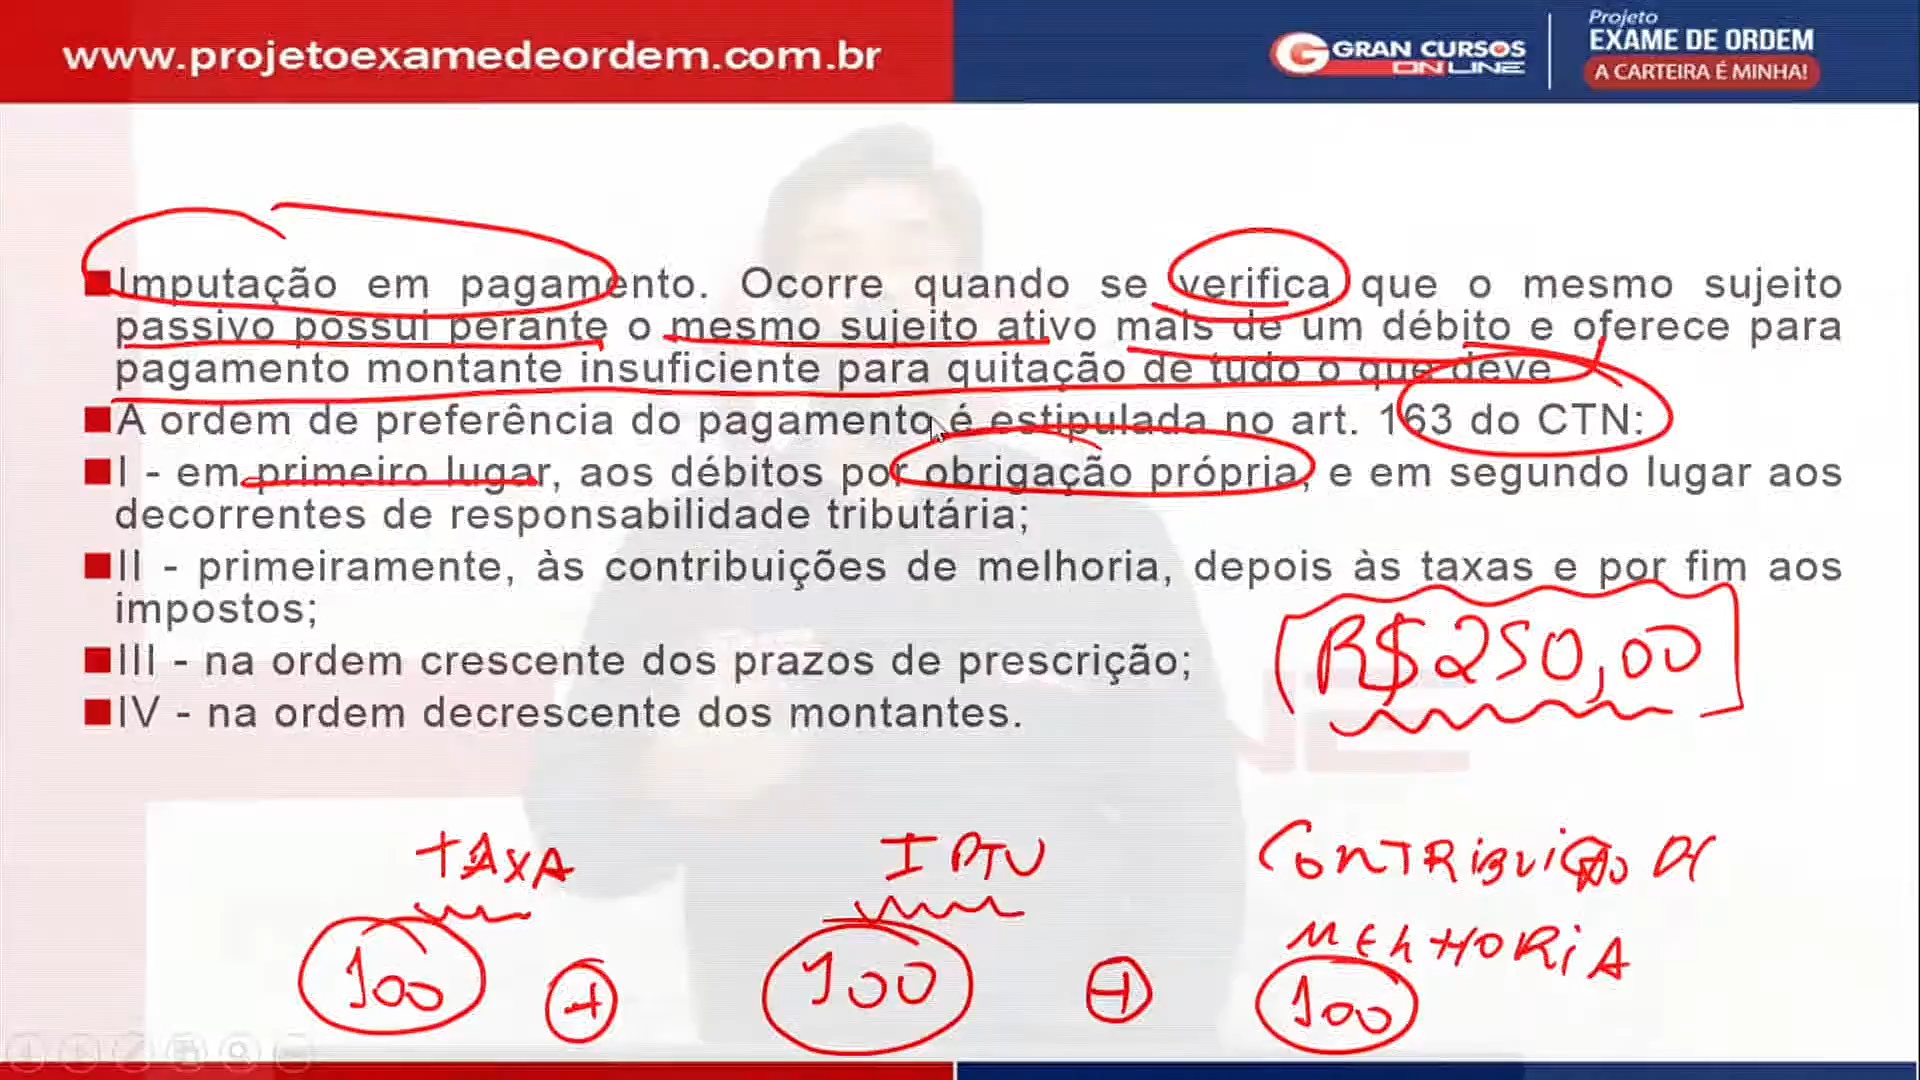 www.projetoexamedeordem.com.br
GRAN CURSOS
ONLINE
Projeto
EXAME DE ORDEM
A CARTEIRA É MINHA!
Imputação em pagamento. Ocorre quando se verifica que o mesmo sujeito
passivo possui perante o mesmo sujeito ativo mais de um débito e oferece para
pagamento montante insuficiente para quitação de tudo o que deve
A ordem de preferência do pagamento é estipulada no art. 163 do CTN:
I - em primeiro lugar, aos débitos por obrigação própria, e em segundo lugar aos
decorrentes de responsabilidade tributária;
II - primeiramente, às contribuições de melhoria, depois às taxas e por fim aos
impostos;
III - na ordem crescente dos prazos de prescrição;
IV - na ordem decrescente dos montantes.
R$250,00
TAXA
IPTU
CONTRIBUIÇÃO DE
MELHORIA
100 + 100 + 100